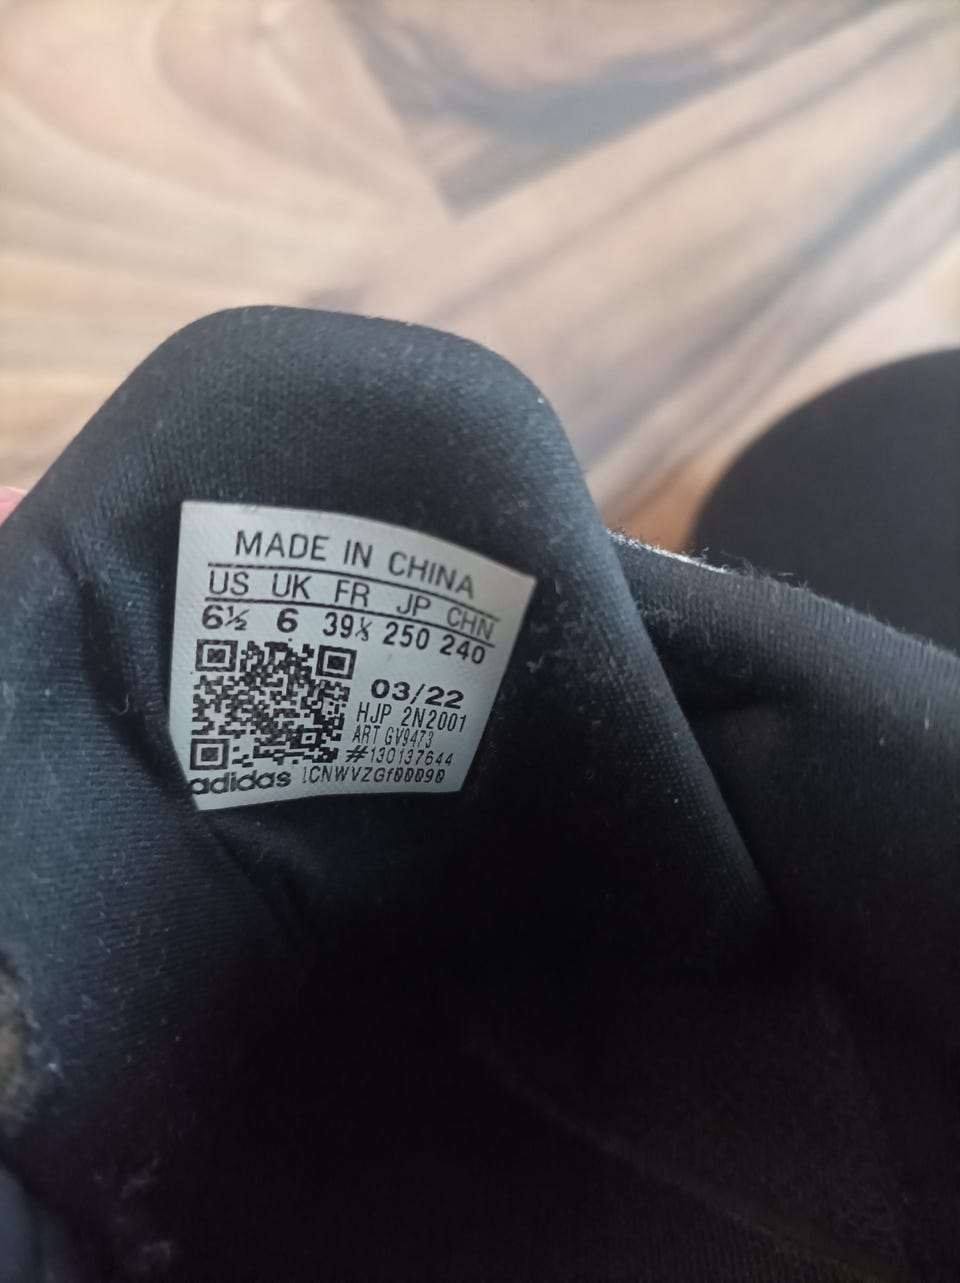 MADE IN CHINA
US UK FR JP CHN
6½ 6 39⅓ 250 240
03/22
HJP 2N2001
ART GV9473
#130137644
adidas 1CNWVZGf00090